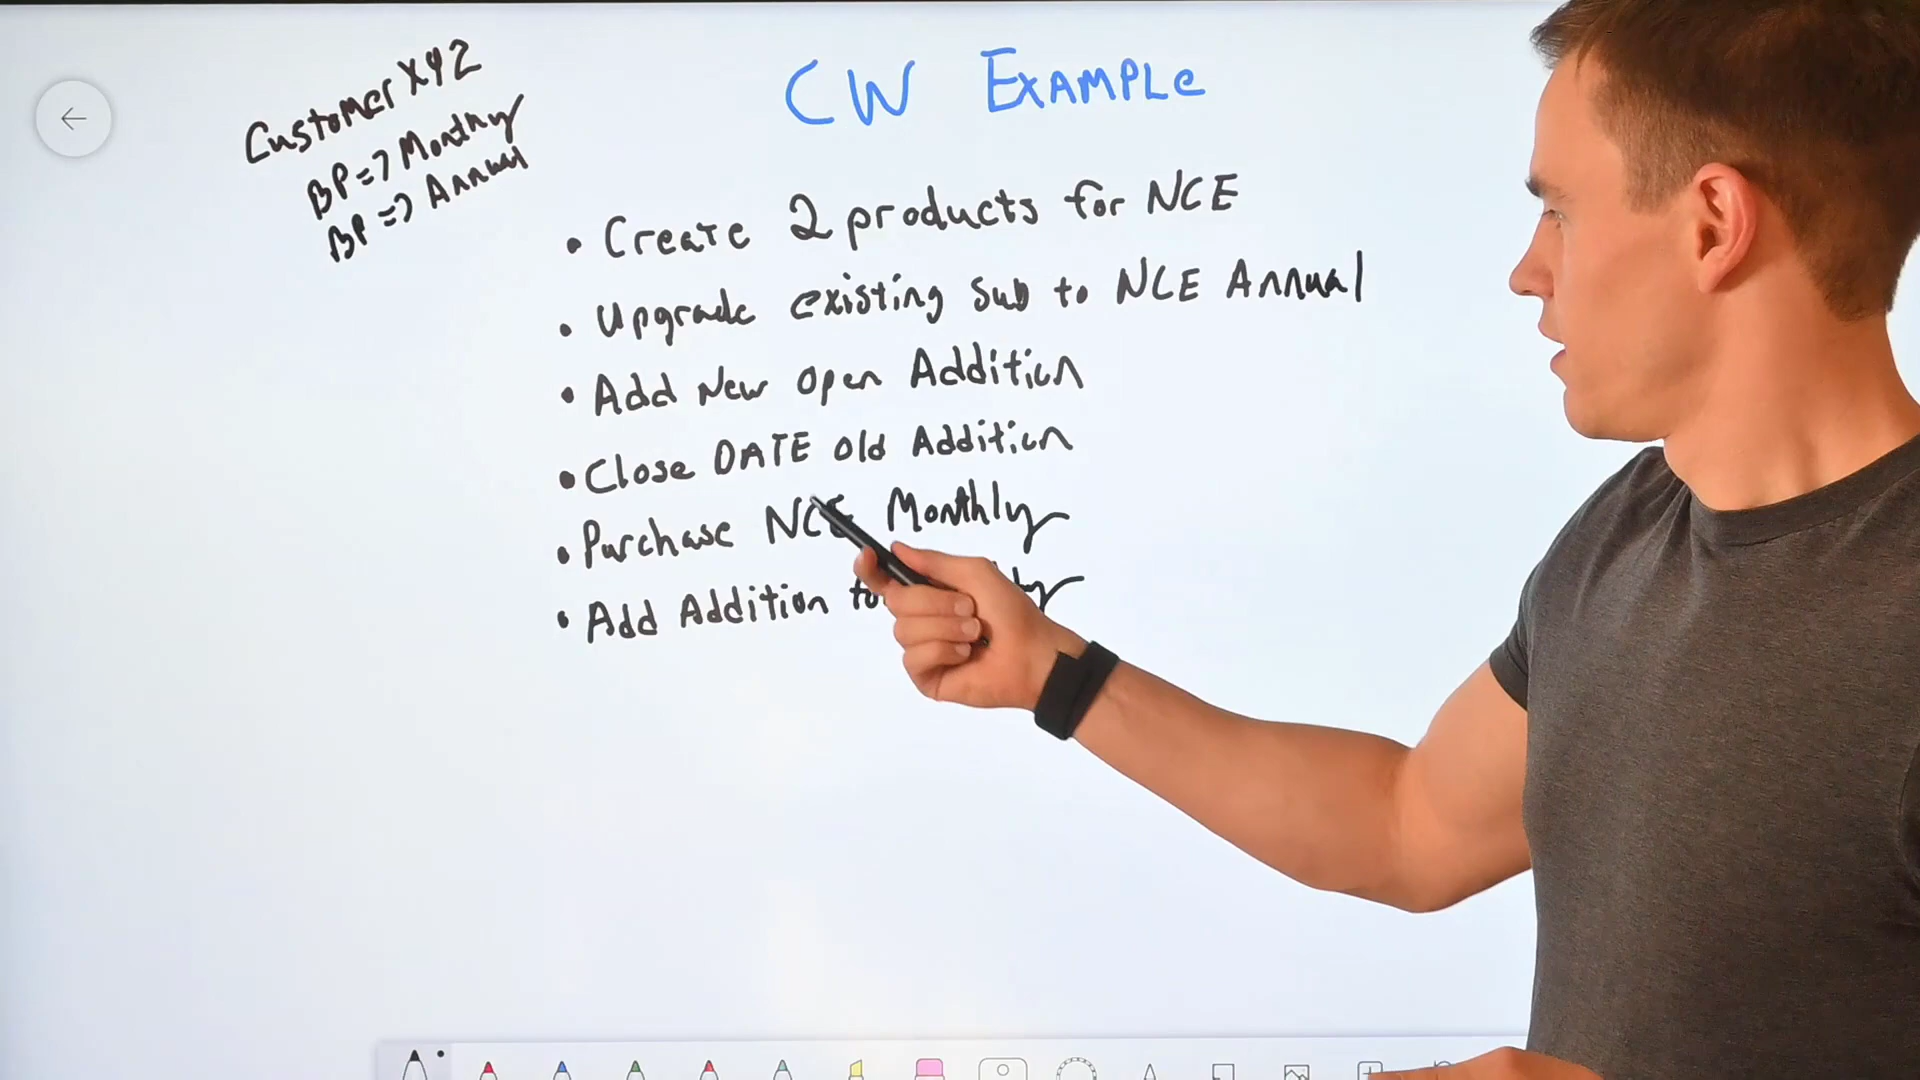 Customer XYZ
BP => Monthly
BP => Annual
CW EXAMPLE
• Create 2 products for NCE
• Upgrade existing sub to NCE Annual
• Add New Open Addition
• Close DATE old Addition
• Purchase NCE Monthly
• Add Addition